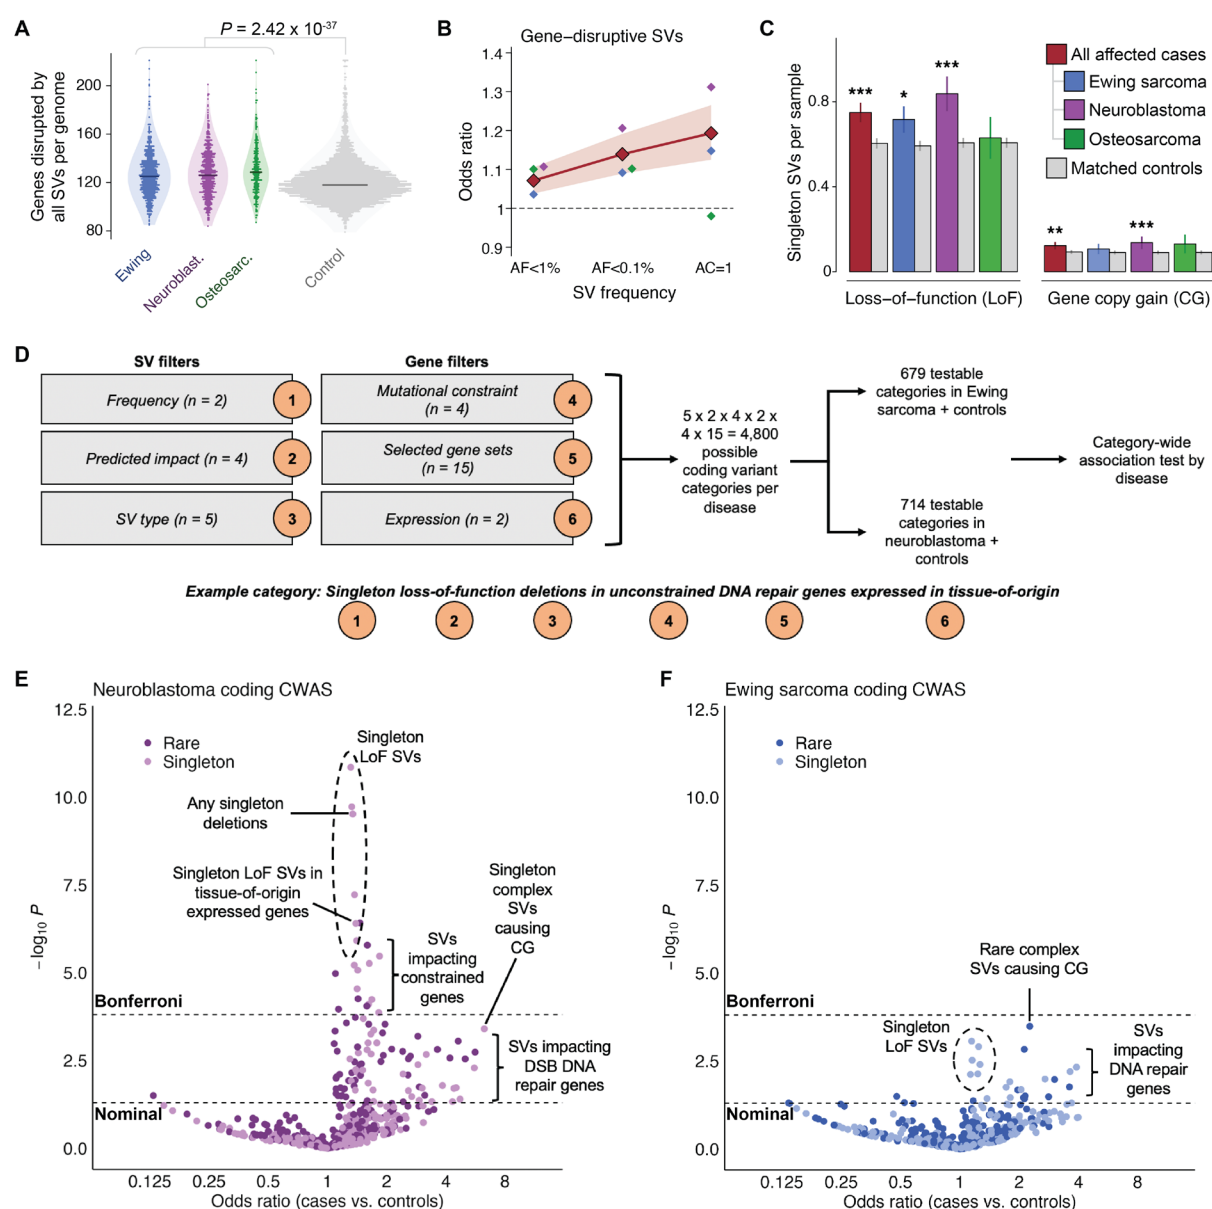 A
P = 2.42 x 10-37
Genes disrupted by
all SVs per genome
200
160
120
80
Ewing
Neuroblast.
Osteosarc.
Control
B
Gene–disruptive SVs
Odds ratio
1.4
1.3
1.2
1.1
1
0.9
AF<1%
AF<0.1%
AC=1
SV frequency
C
Singleton SVs per sample
0.8
0.4
0
***
*
***
**
***
All affected cases
Ewing sarcoma
Neuroblastoma
Osteosarcoma
Matched controls
Loss–of–function (LoF)
Gene copy gain (CG)
D
SV filters
Gene filters
Frequency (n = 2)
1
Predicted impact (n = 4)
2
SV type (n = 5)
3
Mutational constraint
(n = 4)
4
Selected gene sets
(n = 15)
5
Expression (n = 2)
6
5 x 2 x 4 x 2 x
4 x 15 = 4,800
possible
coding variant
categories per
disease
679 testable
categories in Ewing
sarcoma + controls
714 testable
categories in
neuroblastoma +
controls
Category-wide
association test by
disease
Example category: Singleton loss-of-function deletions in unconstrained DNA repair genes expressed in tissue-of-origin
1 2 3 4 5 6
E
Neuroblastoma coding CWAS
−log10 P
12.5
10.0
7.5
5.0
2.5
0.0
Rare
Singleton
Singleton
LoF SVs
Any singleton
deletions
Singleton LoF SVs in
tissue-of-origin
expressed genes
Singleton
complex
SVs
causing
CG
SVs
impacting
constrained
genes
Bonferroni
SVs impacting
DSB DNA
repair genes
Nominal
0.125 0.25 0.5 1 2 4 8
Odds ratio (cases vs. controls)
F
Ewing sarcoma coding CWAS
−log10 P
12.5
10.0
7.5
5.0
2.5
0.0
Rare
Singleton
Rare complex
SVs causing CG
Bonferroni
Singleton
LoF SVs
SVs
impacting
DNA repair
genes
Nominal
0.125 0.25 0.5 1 2 4 8
Odds ratio (cases vs. controls)